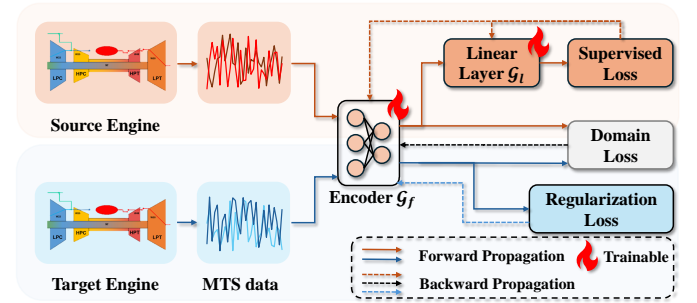 LPC
HPC
HPT
LPT
Source Engine
Linear
Layer 𝒢l
Supervised
Loss
Domain
Loss
Encoder 𝒢f
Regularization
Loss
LPC
HPC
HPT
LPT
Target Engine
MTS data
Forward Propagation
Trainable
Backward Propagation